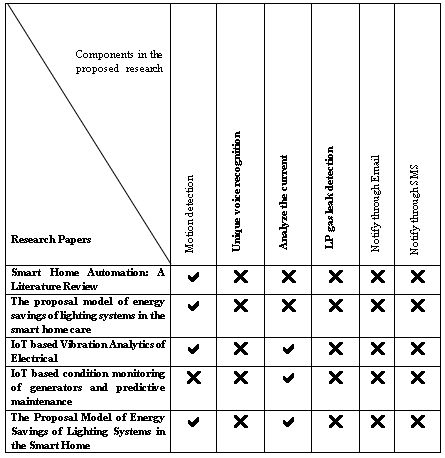 Components in the
proposed research
Research Papers
Motion detection
Unique voice recognition
Analyze the current
LP gas leak detection
Notify through Email
Notify through SMS
Smart Home Automation: A
Literature Review
The proposal model of energy
savings of lighting systems in the
smart home care
IoT based Vibration Analytics of
Electrical
IoT based condition monitoring
of generators and predictive
maintenance
The Proposal Model of Energy
Savings of Lighting Systems in
the Smart Home